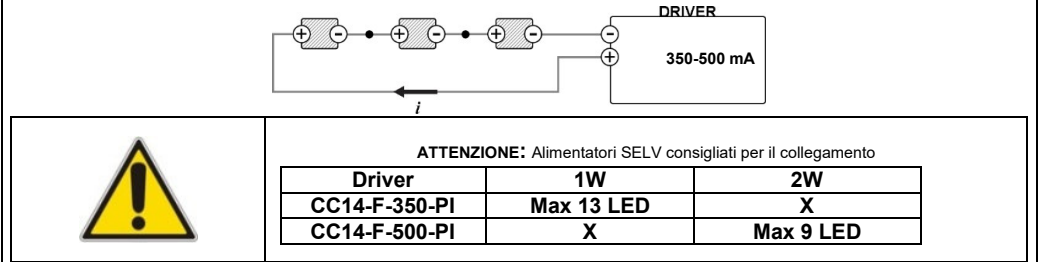 DRIVER
+ - + - + - -
+ 350-500 mA
i
ATTENZIONE: Alimentatori SELV consigliati per il collegamento
Driver 1W 2W
CC14-F-350-PI Max 13 LED X
CC14-F-500-PI X Max 9 LED